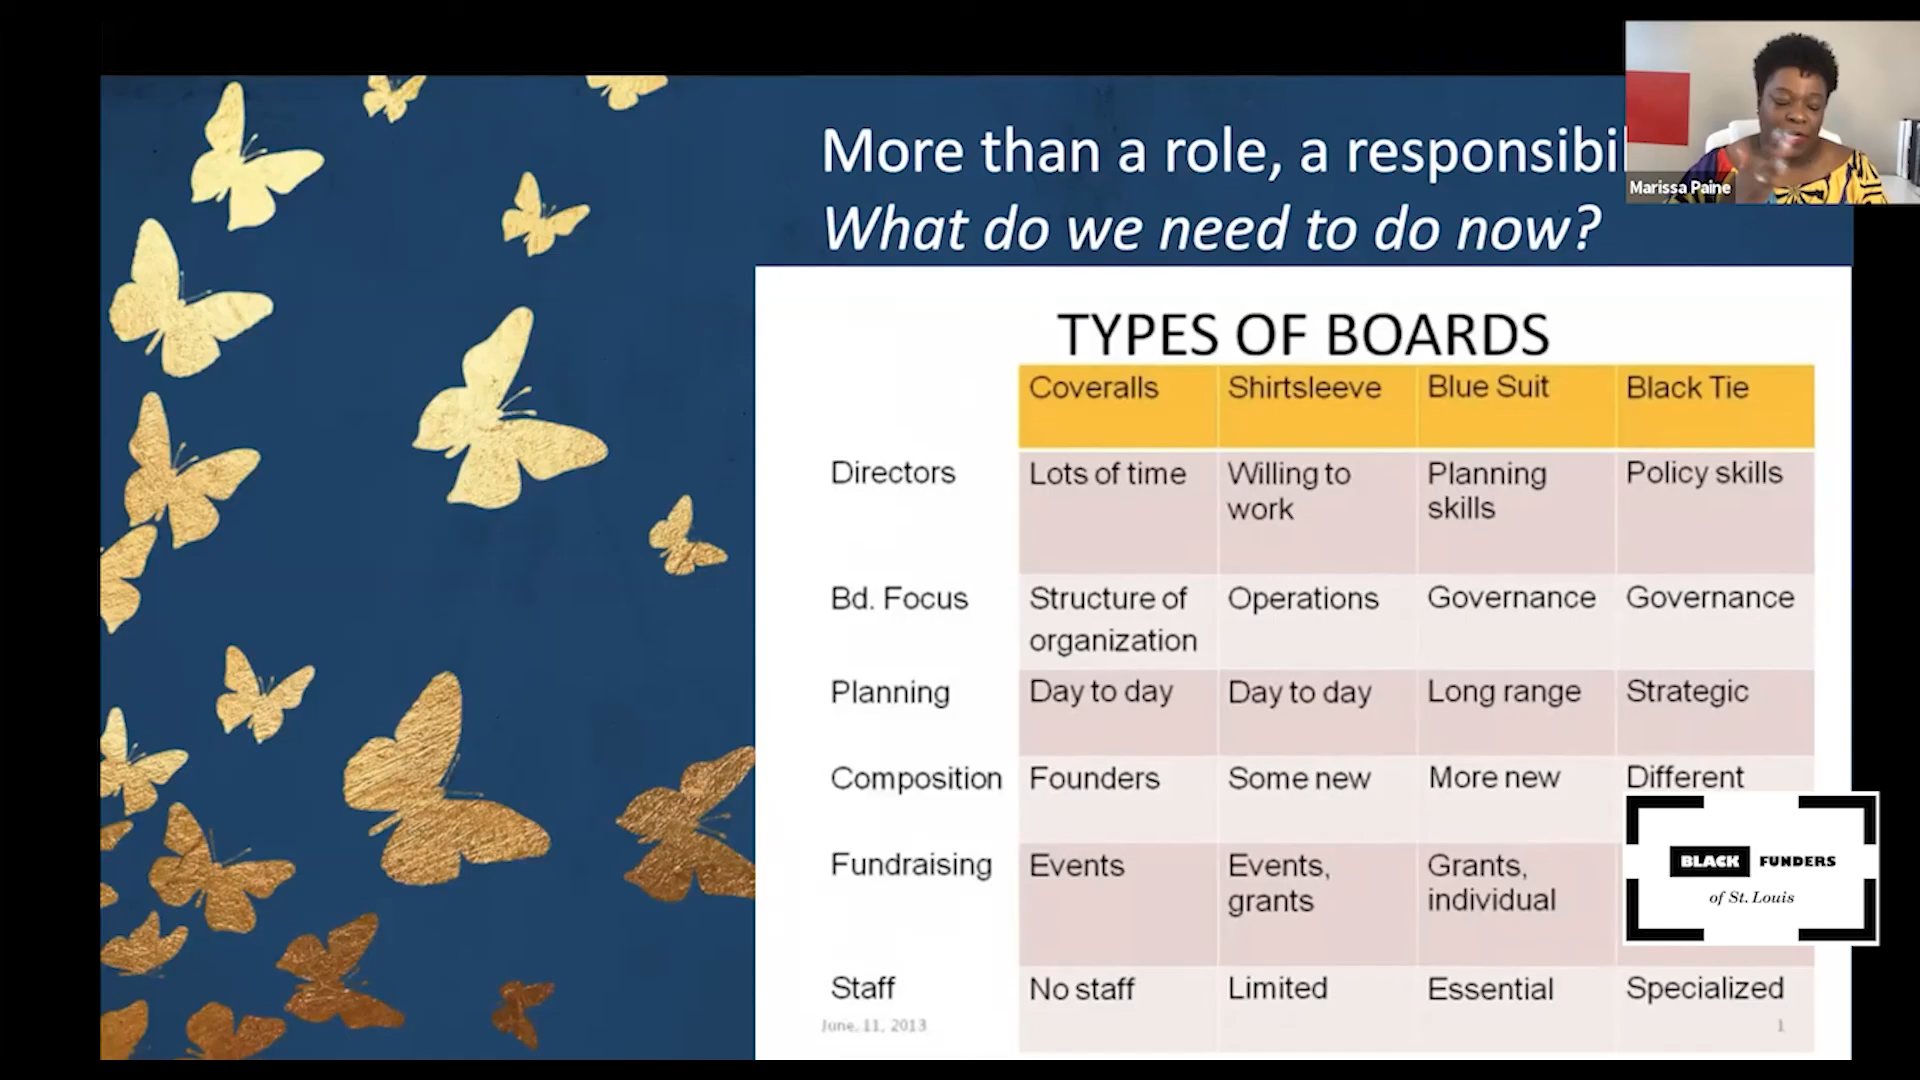 More than a role, a responsibil
What do we need to do now?
Marissa Paine
TYPES OF BOARDS
Coveralls Shirtsleeve Blue Suit Black Tie
Directors Lots of time Willing to work Planning skills Policy skills
Bd. Focus Structure of organization Operations Governance Governance
Planning Day to day Day to day Long range Strategic
Composition Founders Some new More new Different
Fundraising Events Events, grants Grants, individual
Staff No staff Limited Essential Specialized
June, 11, 2013 1
BLACK FUNDERS
of St. Louis